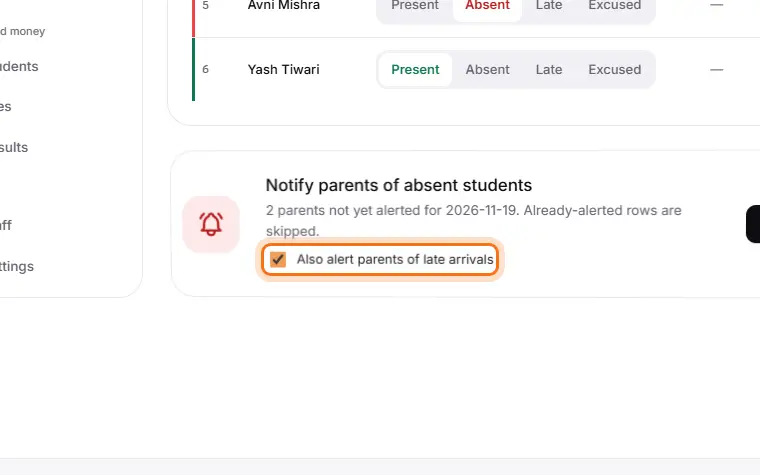 5 Avni Mishra Present Absent Late Excused —
d money
udents
6 Yash Tiwari Present Absent Late Excused —
es
sults
Notify parents of absent students
2 parents not yet alerted for 2026-11-19. Already-alerted rows are
skipped.
aff
Also alert parents of late arrivals
ttings